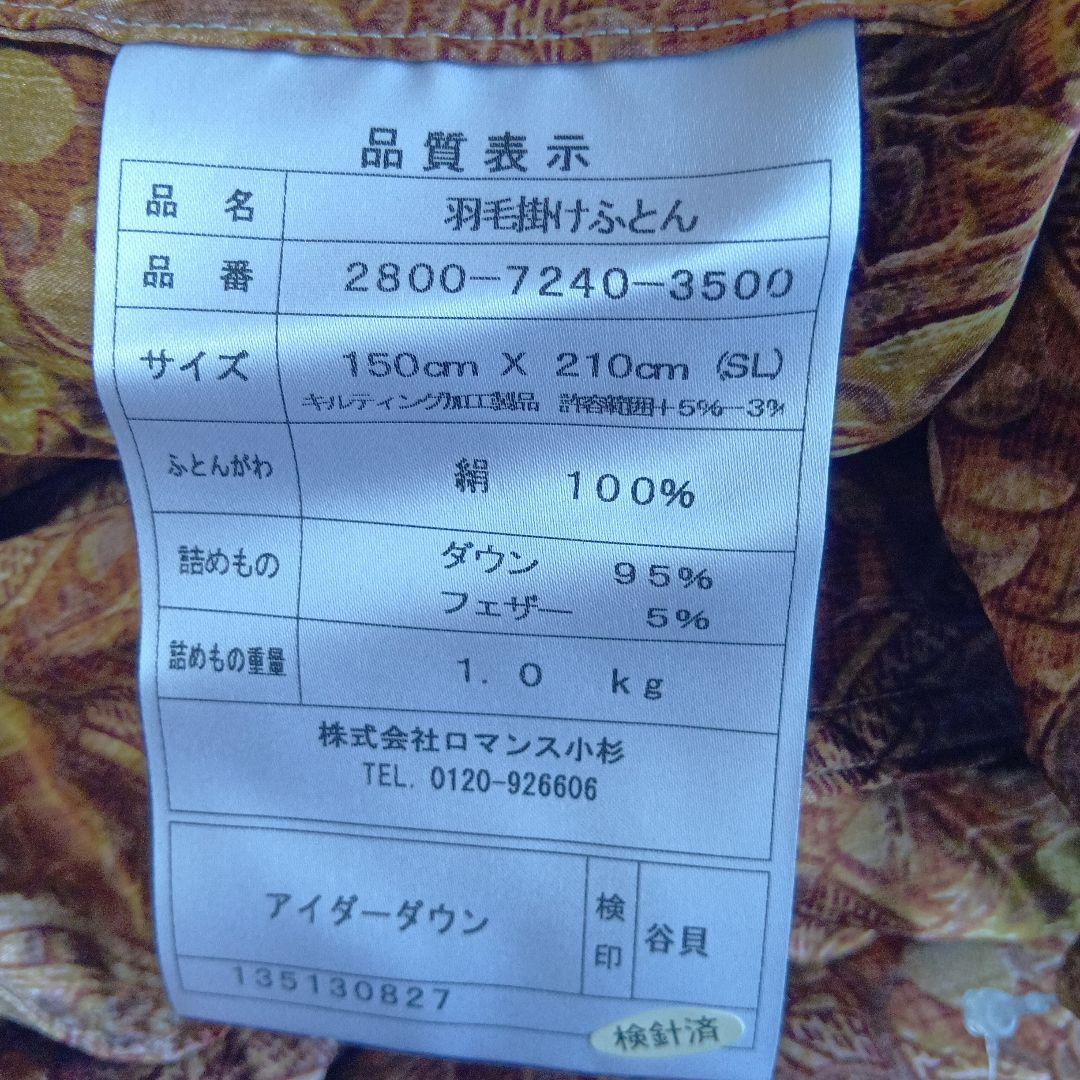 品質表示
品名 羽毛掛けふとん
品番 2800-7240-3500
サイズ 150cm X 210cm (SL)
キルティング加工製品 許容範囲+5%-3%
ふとんがわ 絹 100%
詰めもの ダウン 95%
フェザー 5%
詰めもの重量 1.0 kg
株式会社ロマンス小杉
TEL. 0120-926606
アイダーダウン 検印 谷貝
135130827
検針済